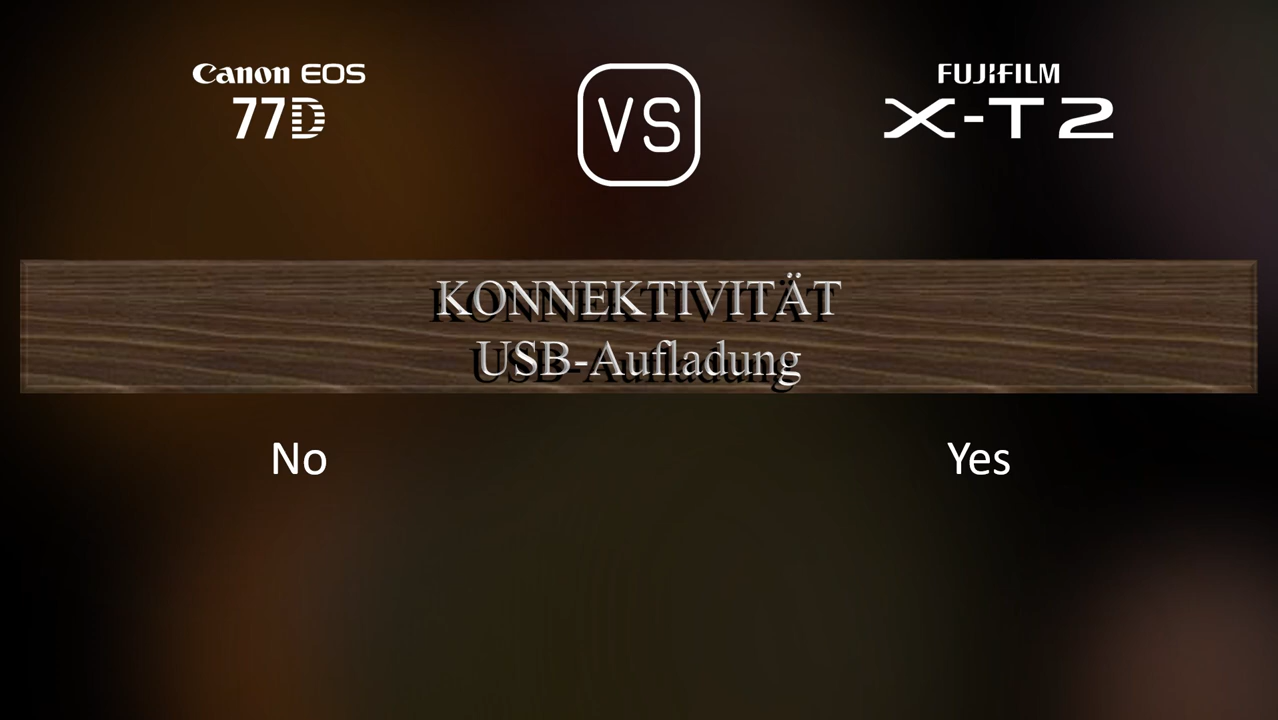 Canon EOS
77D
VS
FUJIFILM
X-T2
KONNEKTIVITÄT
USB-Aufladung
No
Yes